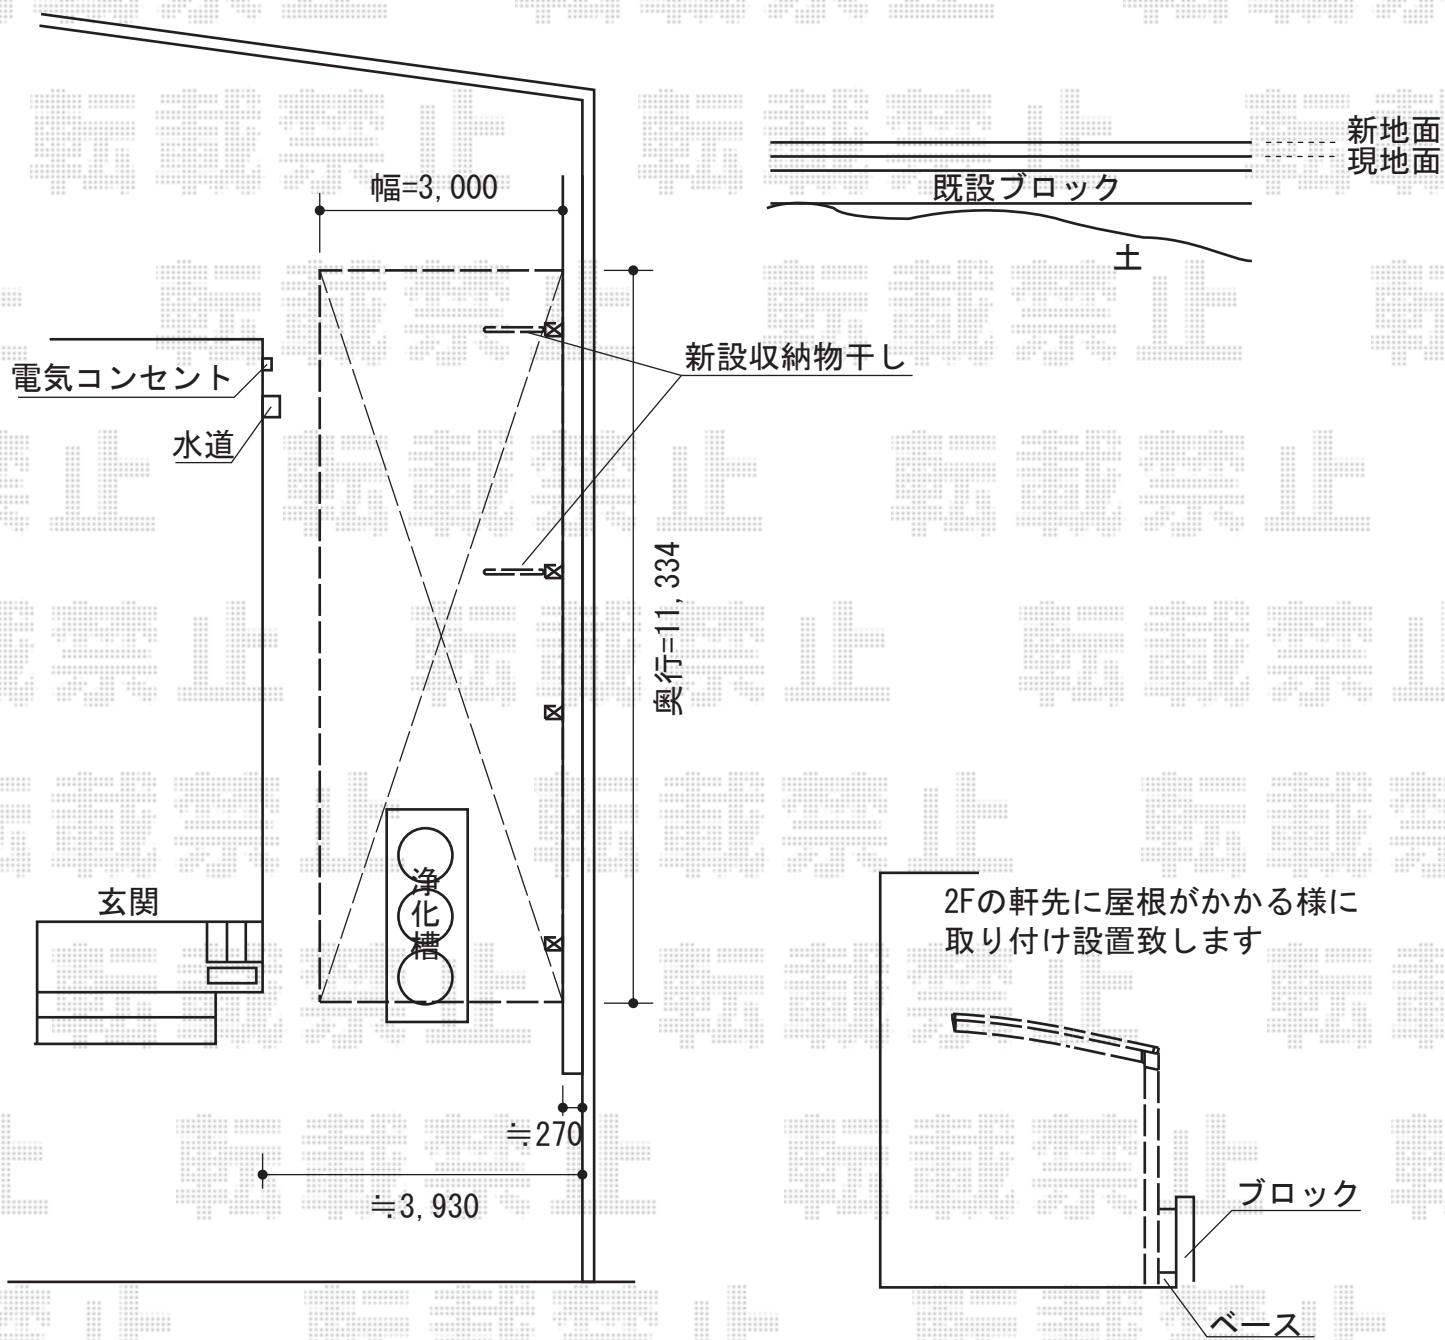 新地面
現地面
既設ブロック
土
幅=3,000
新設収納物干し
電気コンセント
水道
奥行=11,334
浄化槽
玄関
2Fの軒先に屋根がかかる様に
取り付け設置致します
≒270
≒3,930
ブロック
ベース
転載禁止